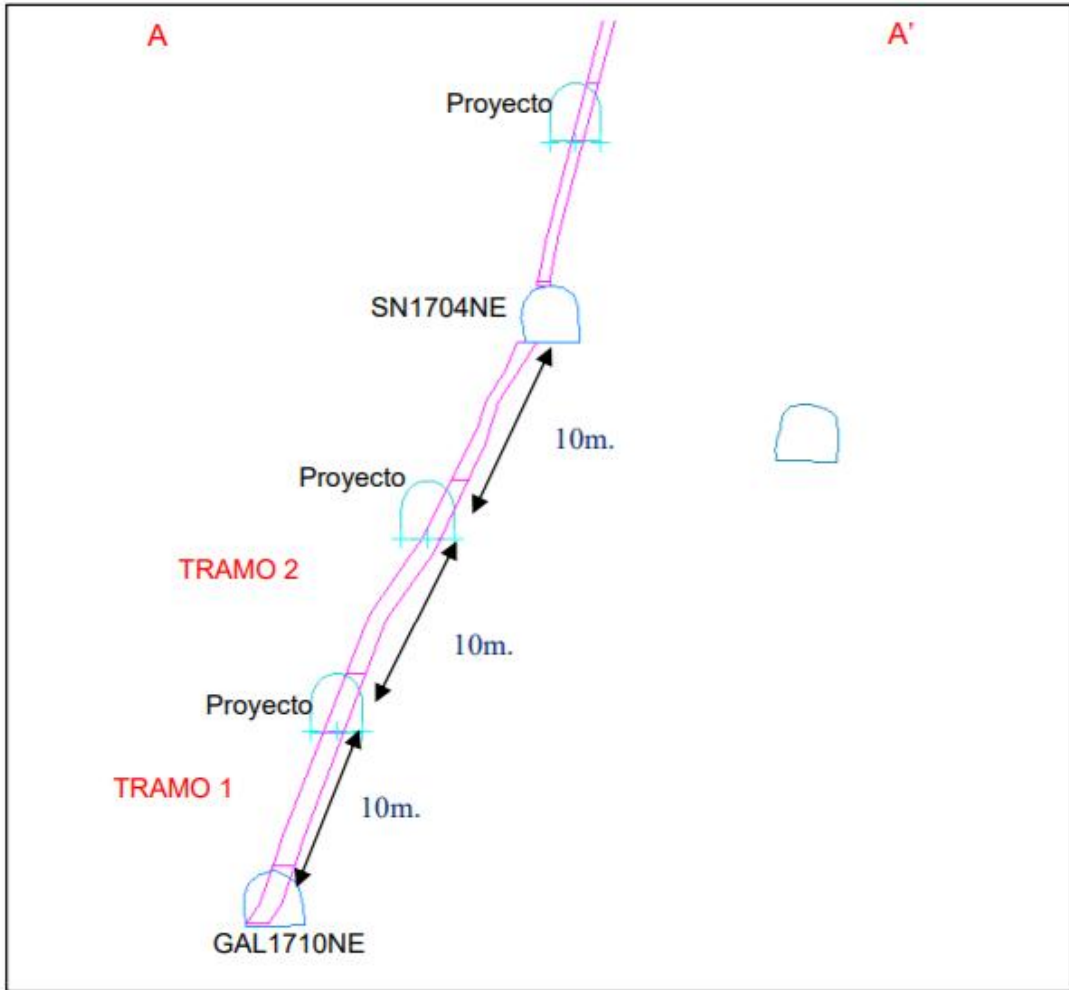 A
A'
Proyecto
SN1704NE
10m.
Proyecto
TRAMO 2
10m.
Proyecto
TRAMO 1
10m.
GAL1710NE